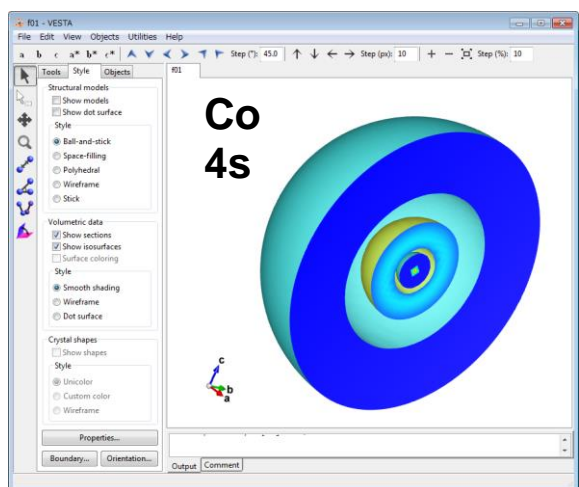 f01 - VESTA
File Edit View Objects Utilities Help
a b c a* b* c* Step (°): 45.0 Step (px): 10 Step (%): 10
Tools Style Objects
f01
Structural models
Show models
Show dot surface
Style
Ball-and-stick
Space-filling
Polyhedral
Wireframe
Stick
Volumetric data
Show sections
Show isosurfaces
Surface coloring
Style
Smooth shading
Wireframe
Dot surface
Crystal shapes
Show shapes
Style
Unicolor
Custom color
Wireframe
Properties...
Boundary... Orientation...
Co
4s
c
b
a
Output Comment